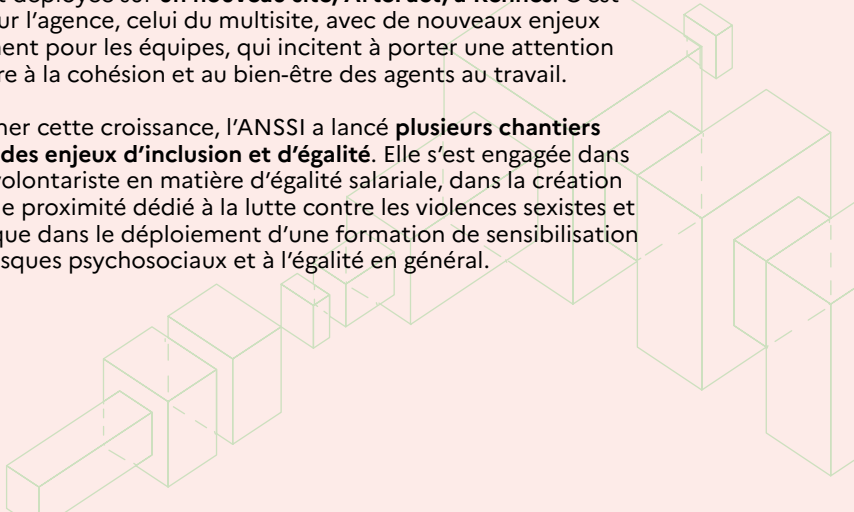 un nouveau site, Artefact, à Rennes. C'est
ur l'agence, celui du multisite, avec de nouveaux enjeux
ent pour les équipes, qui incitent à porter une attention
re à la cohésion et au bien-être des agents au travail.
ner cette croissance, l'ANSSI a lancé plusieurs chantiers
des enjeux d'inclusion et d'égalité. Elle s'est engagée dans
volontariste en matière d'égalité salariale, dans la création
e proximité dédié à la lutte contre les violences sexistes et
que dans le déploiement d'une formation de sensibilisation
sques psychosociaux et à l'égalité en général.